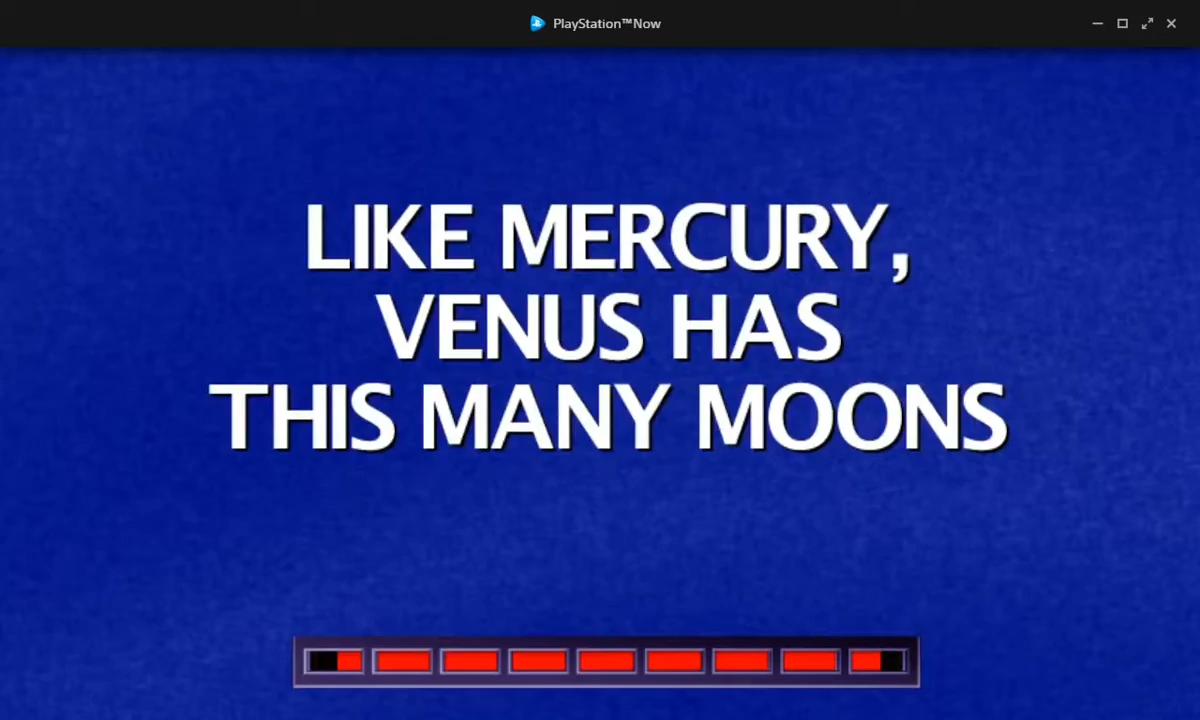 PlayStation™Now
LIKE MERCURY,
VENUS HAS
THIS MANY MOONS